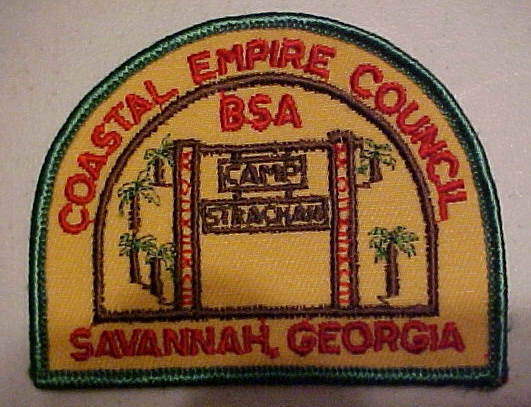 COASTAL EMPIRE COUNCIL
BSA
CAMP
STRACHAN
SAVANNAH, GEORGIA